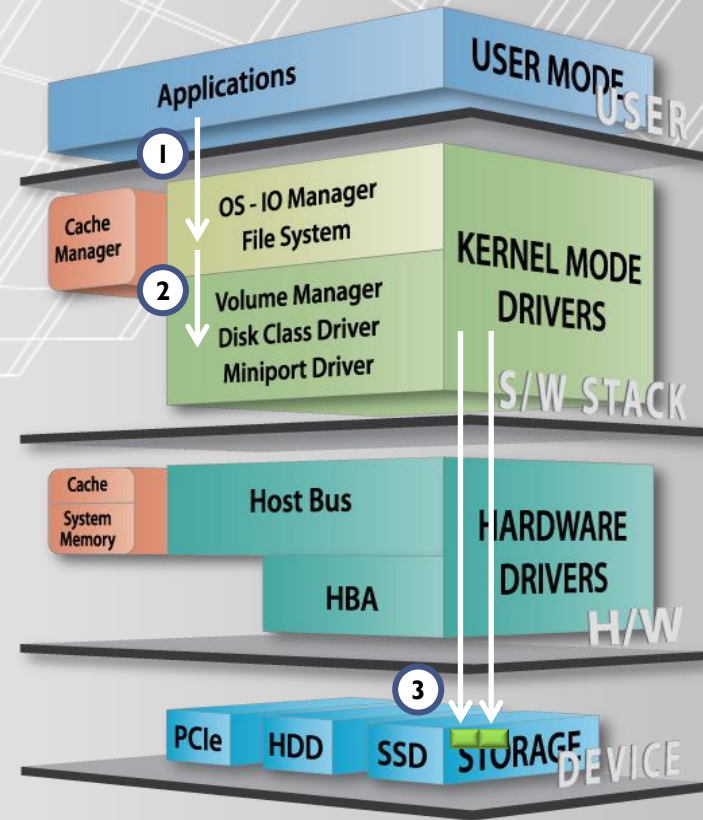 Applications
USER MODE
USER
1
Cache
Manager
OS - IO Manager
File System
KERNEL MODE
DRIVERS
2
Volume Manager
Disk Class Driver
Miniport Driver
S/W STACK
Cache
System
Memory
Host Bus
HARDWARE
DRIVERS
HBA
H/W
3
PCIe
HDD
SSD
STORAGE
DEVICE